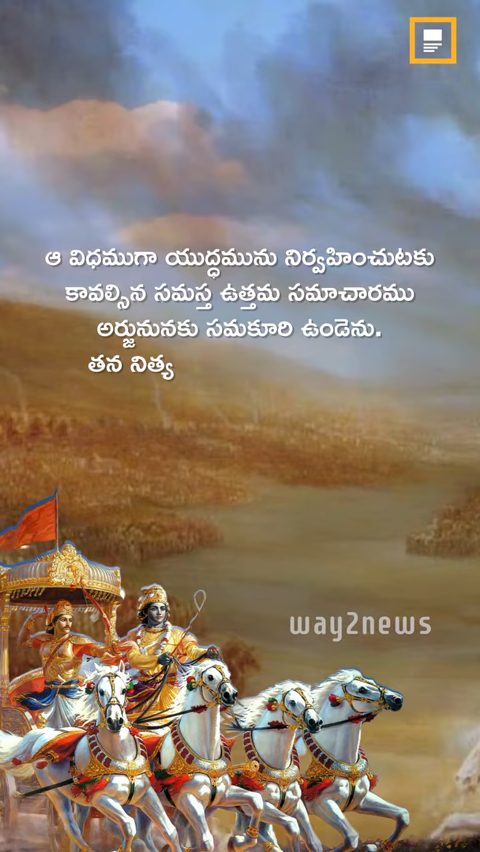 ఆ విధముగా యుద్ధమును నిర్వహించుటకు
కావల్సిన సమస్త ఉత్తమ సమాచారము
అర్జునునకు సమకూరి ఉండెను.
తన నిత్య
way2news